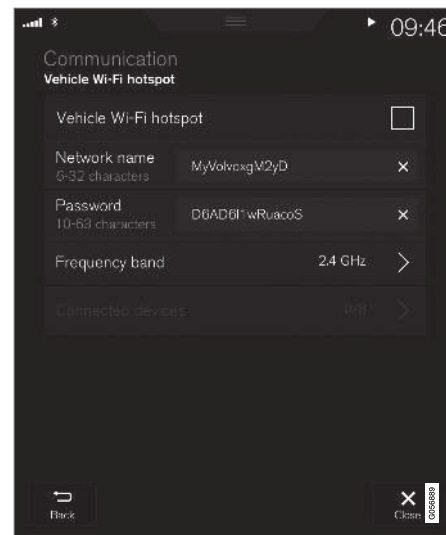 09:46
Communication
Vehicle Wi-Fi hotspot
Vehicle Wi-Fi hotspot
Network name
6-32 characters
MyVolvoxgM2yD
Password
10-63 characters
D6AD6l1wRuacoS
Frequency band 2.4 GHz
Connected devices 0/8
Back
Close
G056889